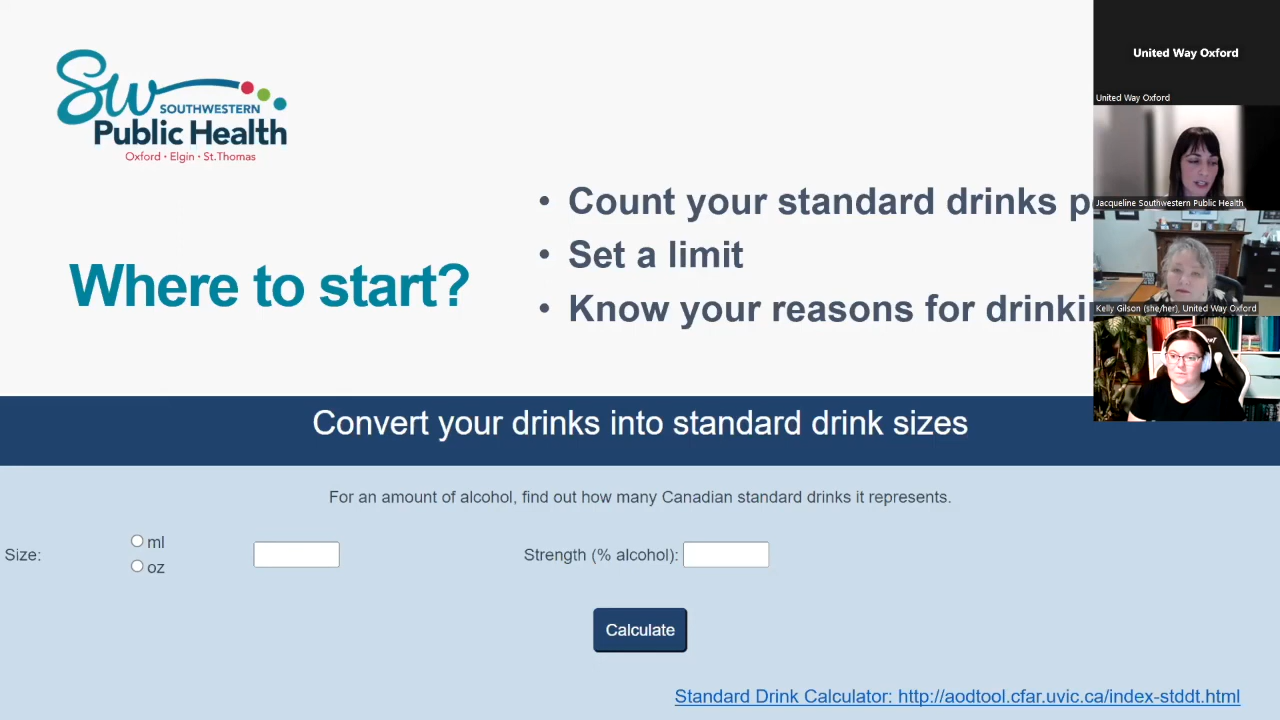 SW
SOUTHWESTERN
Public Health
Oxford • Elgin • St.Thomas
Where to start?
• Count your standard drinks p
• Set a limit
• Know your reasons for drinki
United Way Oxford
United Way Oxford
Jacqueline Southwestern Public Health
Kelly Gilson (she/her), United Way Oxford
Convert your drinks into standard drink sizes
For an amount of alcohol, find out how many Canadian standard drinks it represents.
Size:
ml
oz
Strength (% alcohol):
Calculate
Standard Drink Calculator: http://aodtool.cfar.uvic.ca/index-stddt.html